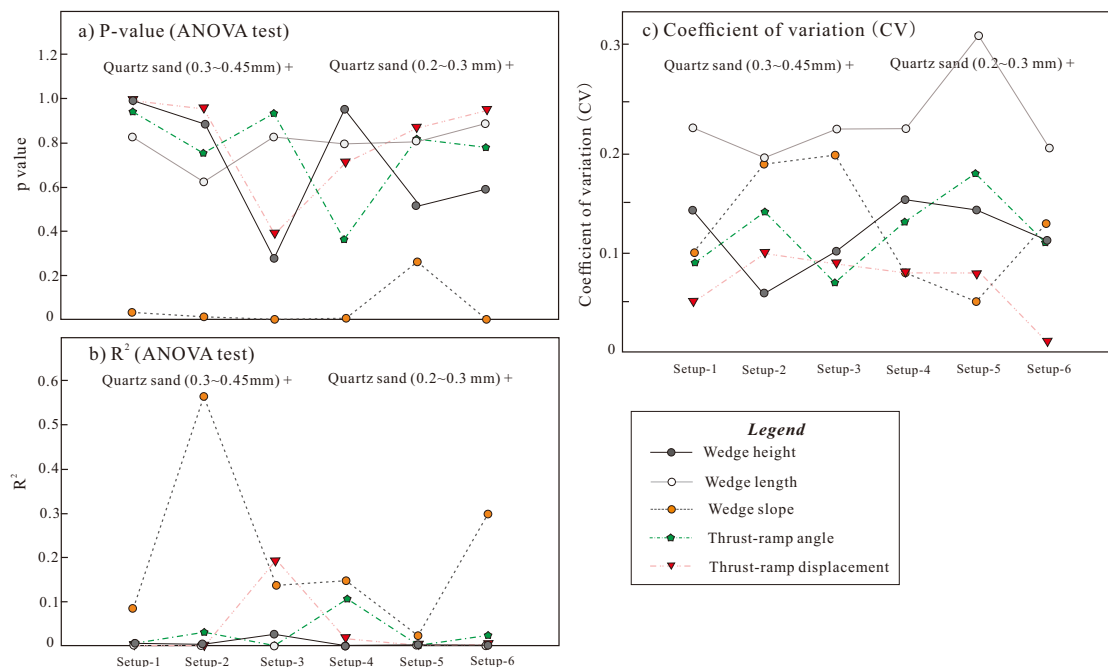 a) P-value (ANOVA test)
Quartz sand (0.3~0.45mm) +
Quartz sand (0.2~0.3 mm) +
1.2
1.0
0.8
0.6
0.4
0.2
0
p value
b) R² (ANOVA test)
Quartz sand (0.3~0.45mm) +
Quartz sand (0.2~0.3 mm) +
0.6
0.5
0.4
0.3
0.2
0.1
0
R²
Setup-1 Setup-2 Setup-3 Setup-4 Setup-5 Setup-6
c) Coefficient of variation (CV)
Quartz sand (0.3~0.45mm) +
Quartz sand (0.2~0.3 mm) +
0.3
0.2
0.1
0
Coefficient of variation (CV)
Setup-1 Setup-2 Setup-3 Setup-4 Setup-5 Setup-6
Legend
Wedge height
Wedge length
Wedge slope
Thrust-ramp angle
Thrust-ramp displacement